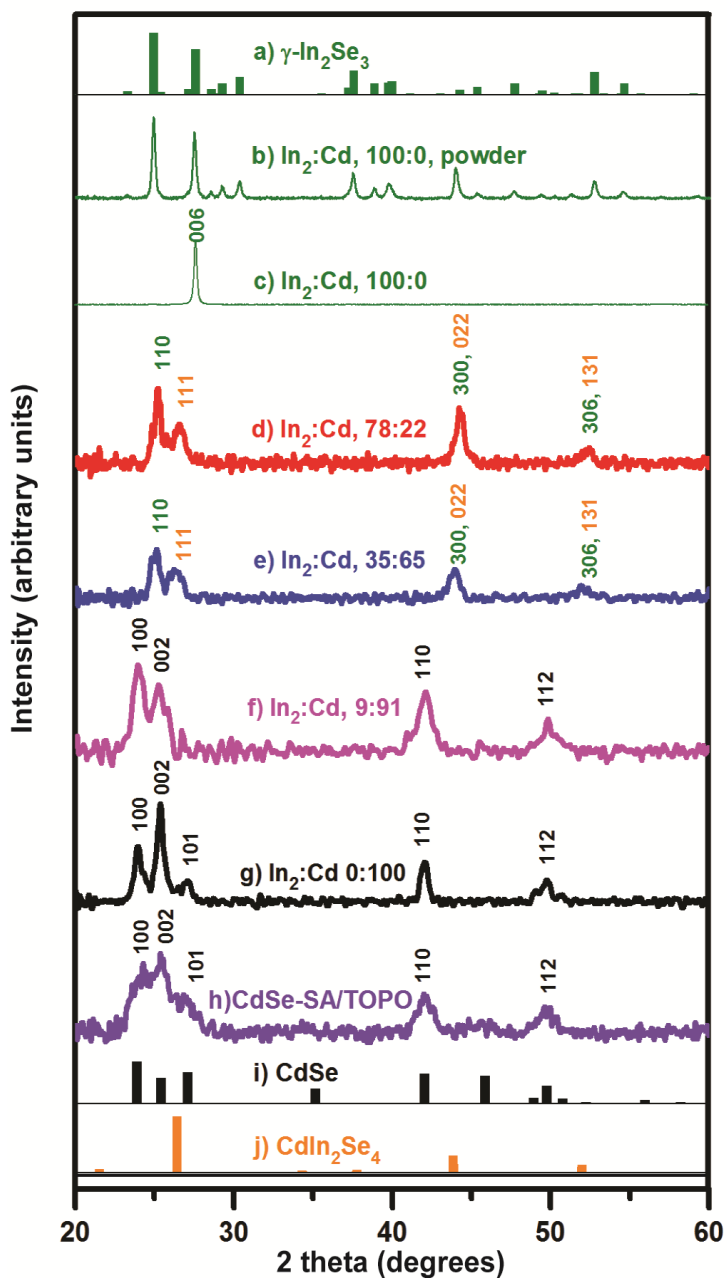 a) γ-In₂Se₃
b) In₂:Cd, 100:0, powder
006
c) In₂:Cd, 100:0
110
111
300, 022
306, 131
d) In₂:Cd, 78:22
110
111
300, 022
306, 131
e) In₂:Cd, 35:65
100
002
110
112
f) In₂:Cd, 9:91
100
002
101
110
112
g) In₂:Cd 0:100
100
002
101
110
112
h)CdSe-SA/TOPO
i) CdSe
j) CdIn₂Se₄
Intensity (arbitrary units)
20 30 40 50 60
2 theta (degrees)